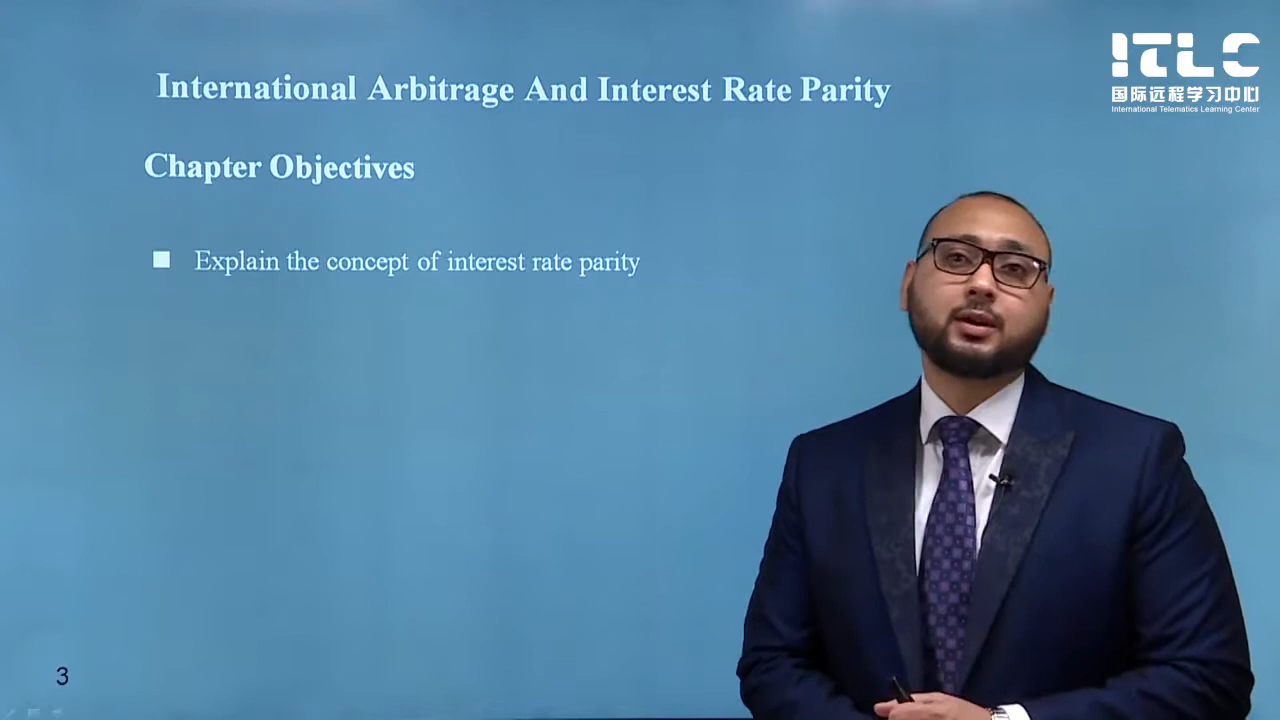 International Arbitrage And Interest Rate Parity
Chapter Objectives
Explain the concept of interest rate parity
3
ITLC
国际远程学习中心
International Telematics Learning Center